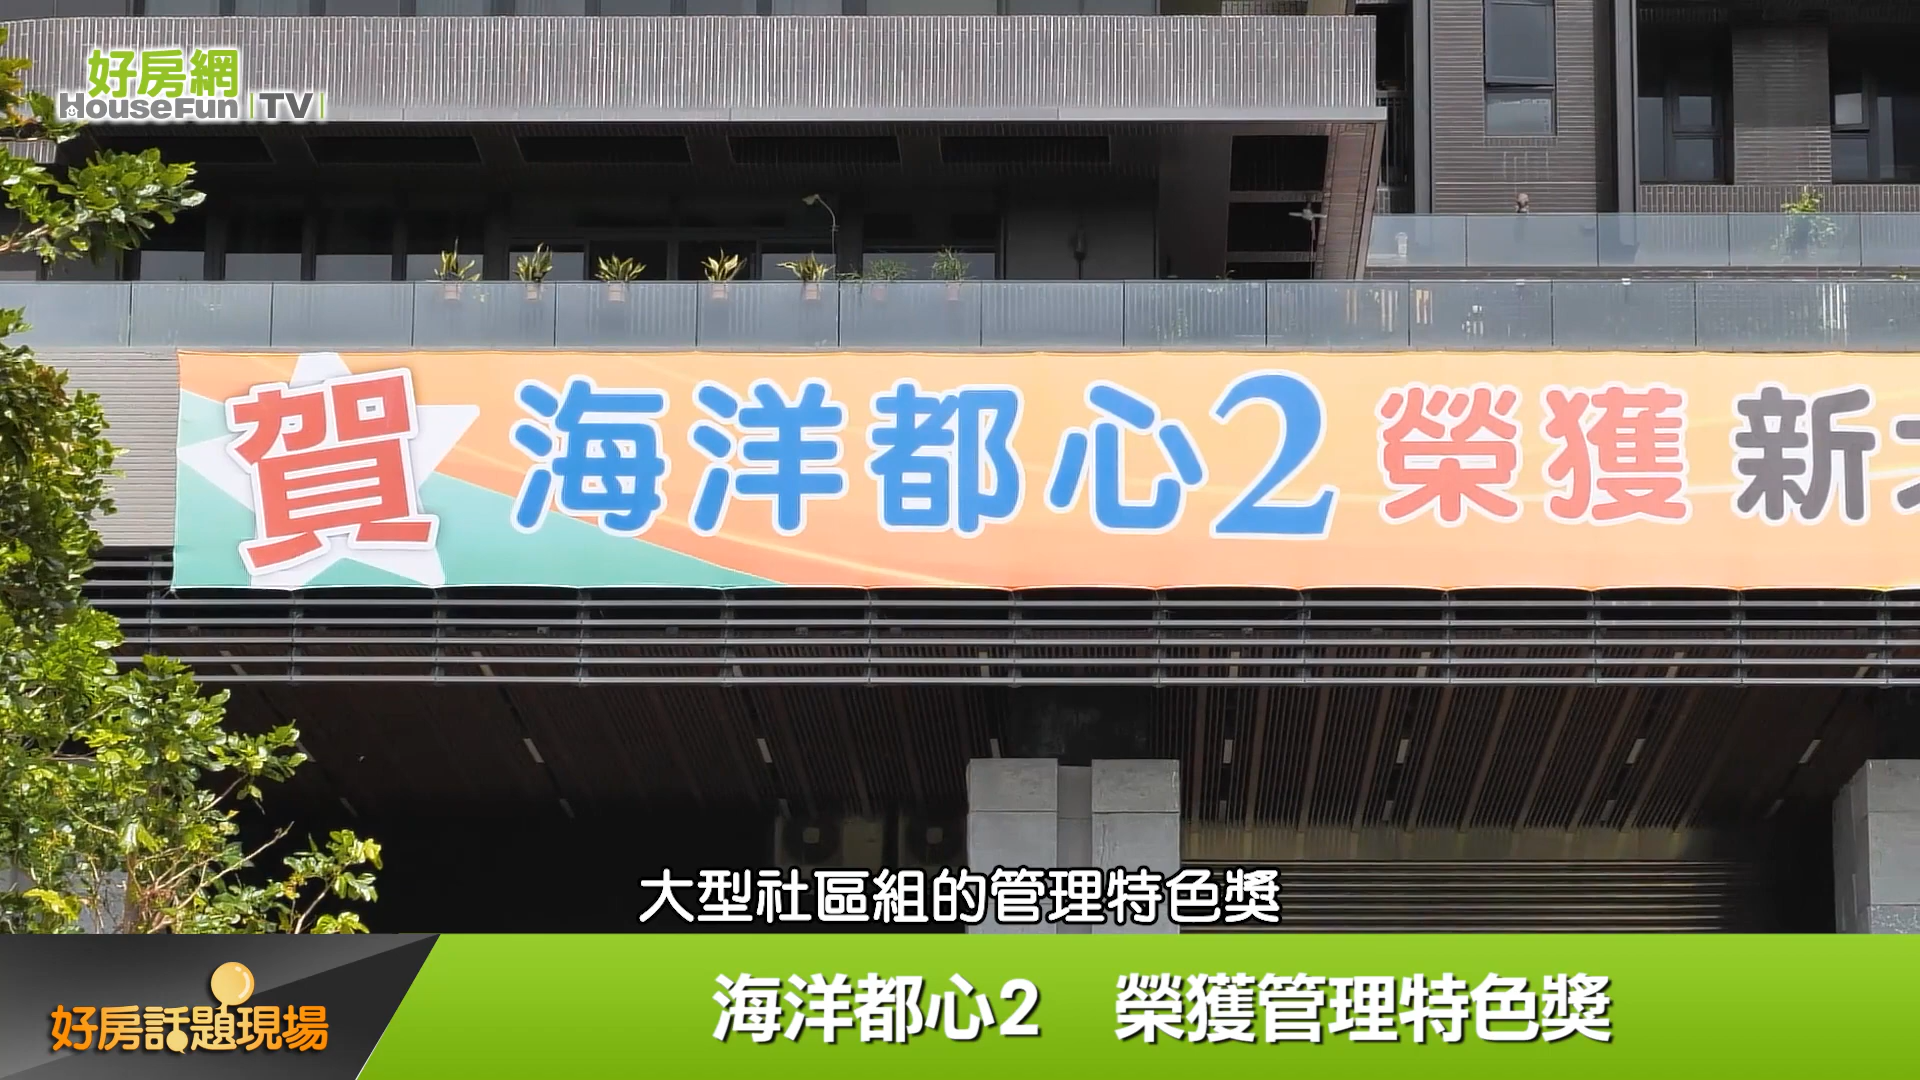 好房網
HouseFun TV
賀 海洋都心2 榮獲 新
大型社區組的管理特色獎
海洋都心2 榮獲管理特色獎
好房話題現場